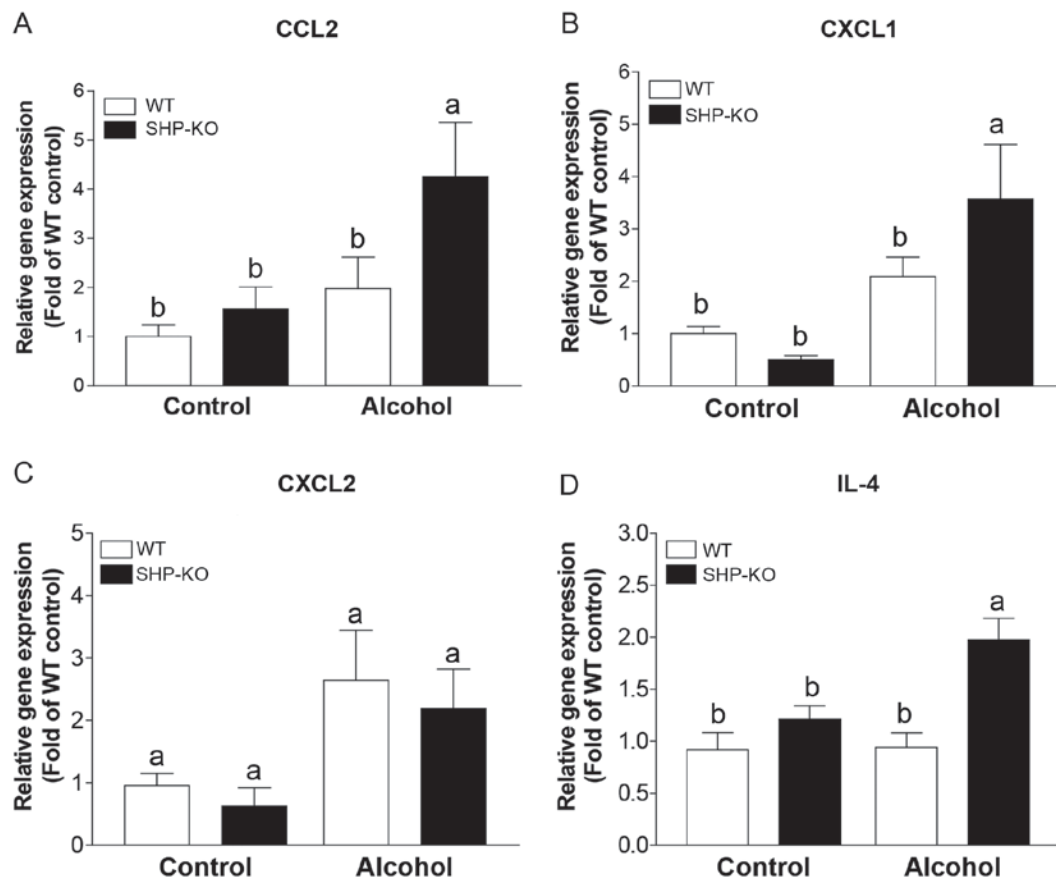 A
CCL2
Relative gene expression
(Fold of WT control)
6
5
4
3
2
1
0
WT
SHP-KO
b
b
b
a
Control
Alcohol
B
CXCL1
Relative gene expression
(Fold of WT control)
6
5
4
3
2
1
0
WT
SHP-KO
b
b
b
a
Control
Alcohol
C
CXCL2
Relative gene expression
(Fold of WT control)
5
4
3
2
1
0
WT
SHP-KO
a
a
a
a
Control
Alcohol
D
IL-4
Relative gene expression
(Fold of WT control)
3.0
2.5
2.0
1.5
1.0
0.5
0.0
WT
SHP-KO
b
b
b
a
Control
Alcohol